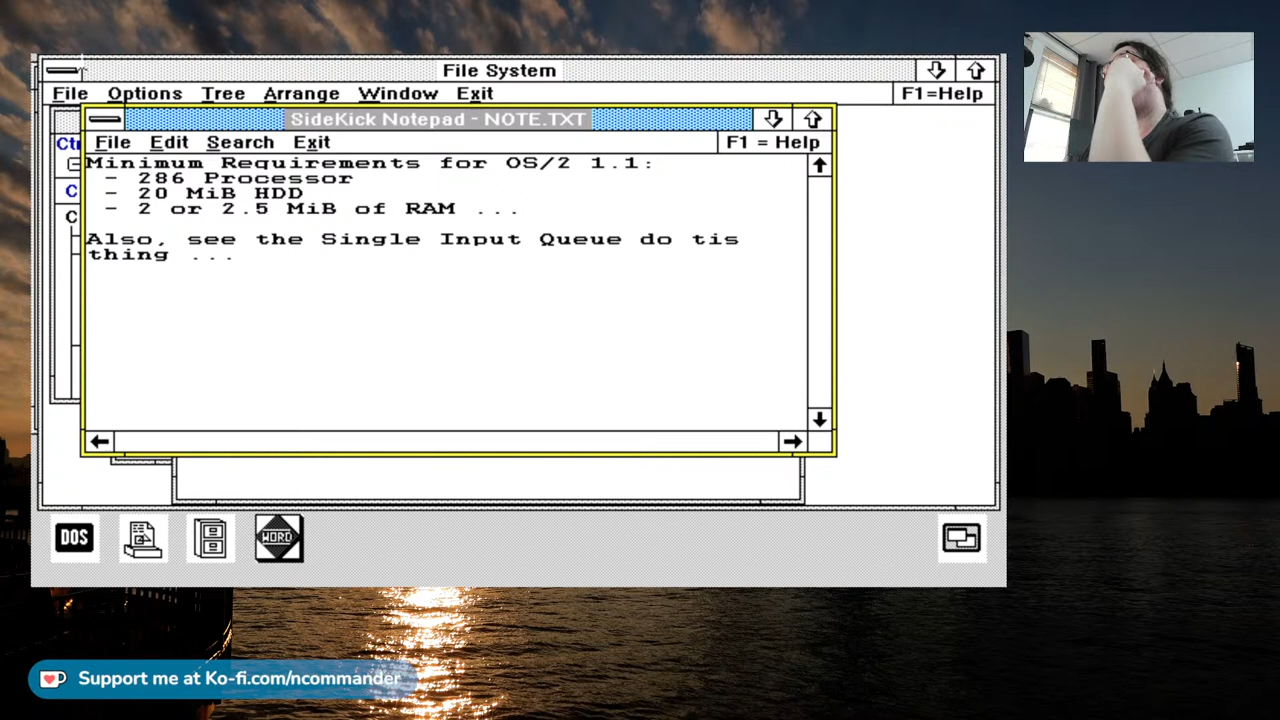 File System
File Options Tree Arrange Window Exit F1=Help
SideKick Notepad - NOTE.TXT
File Edit Search Exit F1 = Help
Ctr
C
C
Minimum Requirements for OS/2 1.1:
- 286 Processor
- 20 MiB HDD
- 2 or 2.5 MiB of RAM ...
Also, see the Single Input Queue do tis
thing ...
DOS
WORD
Support me at Ko-fi.com/ncommander